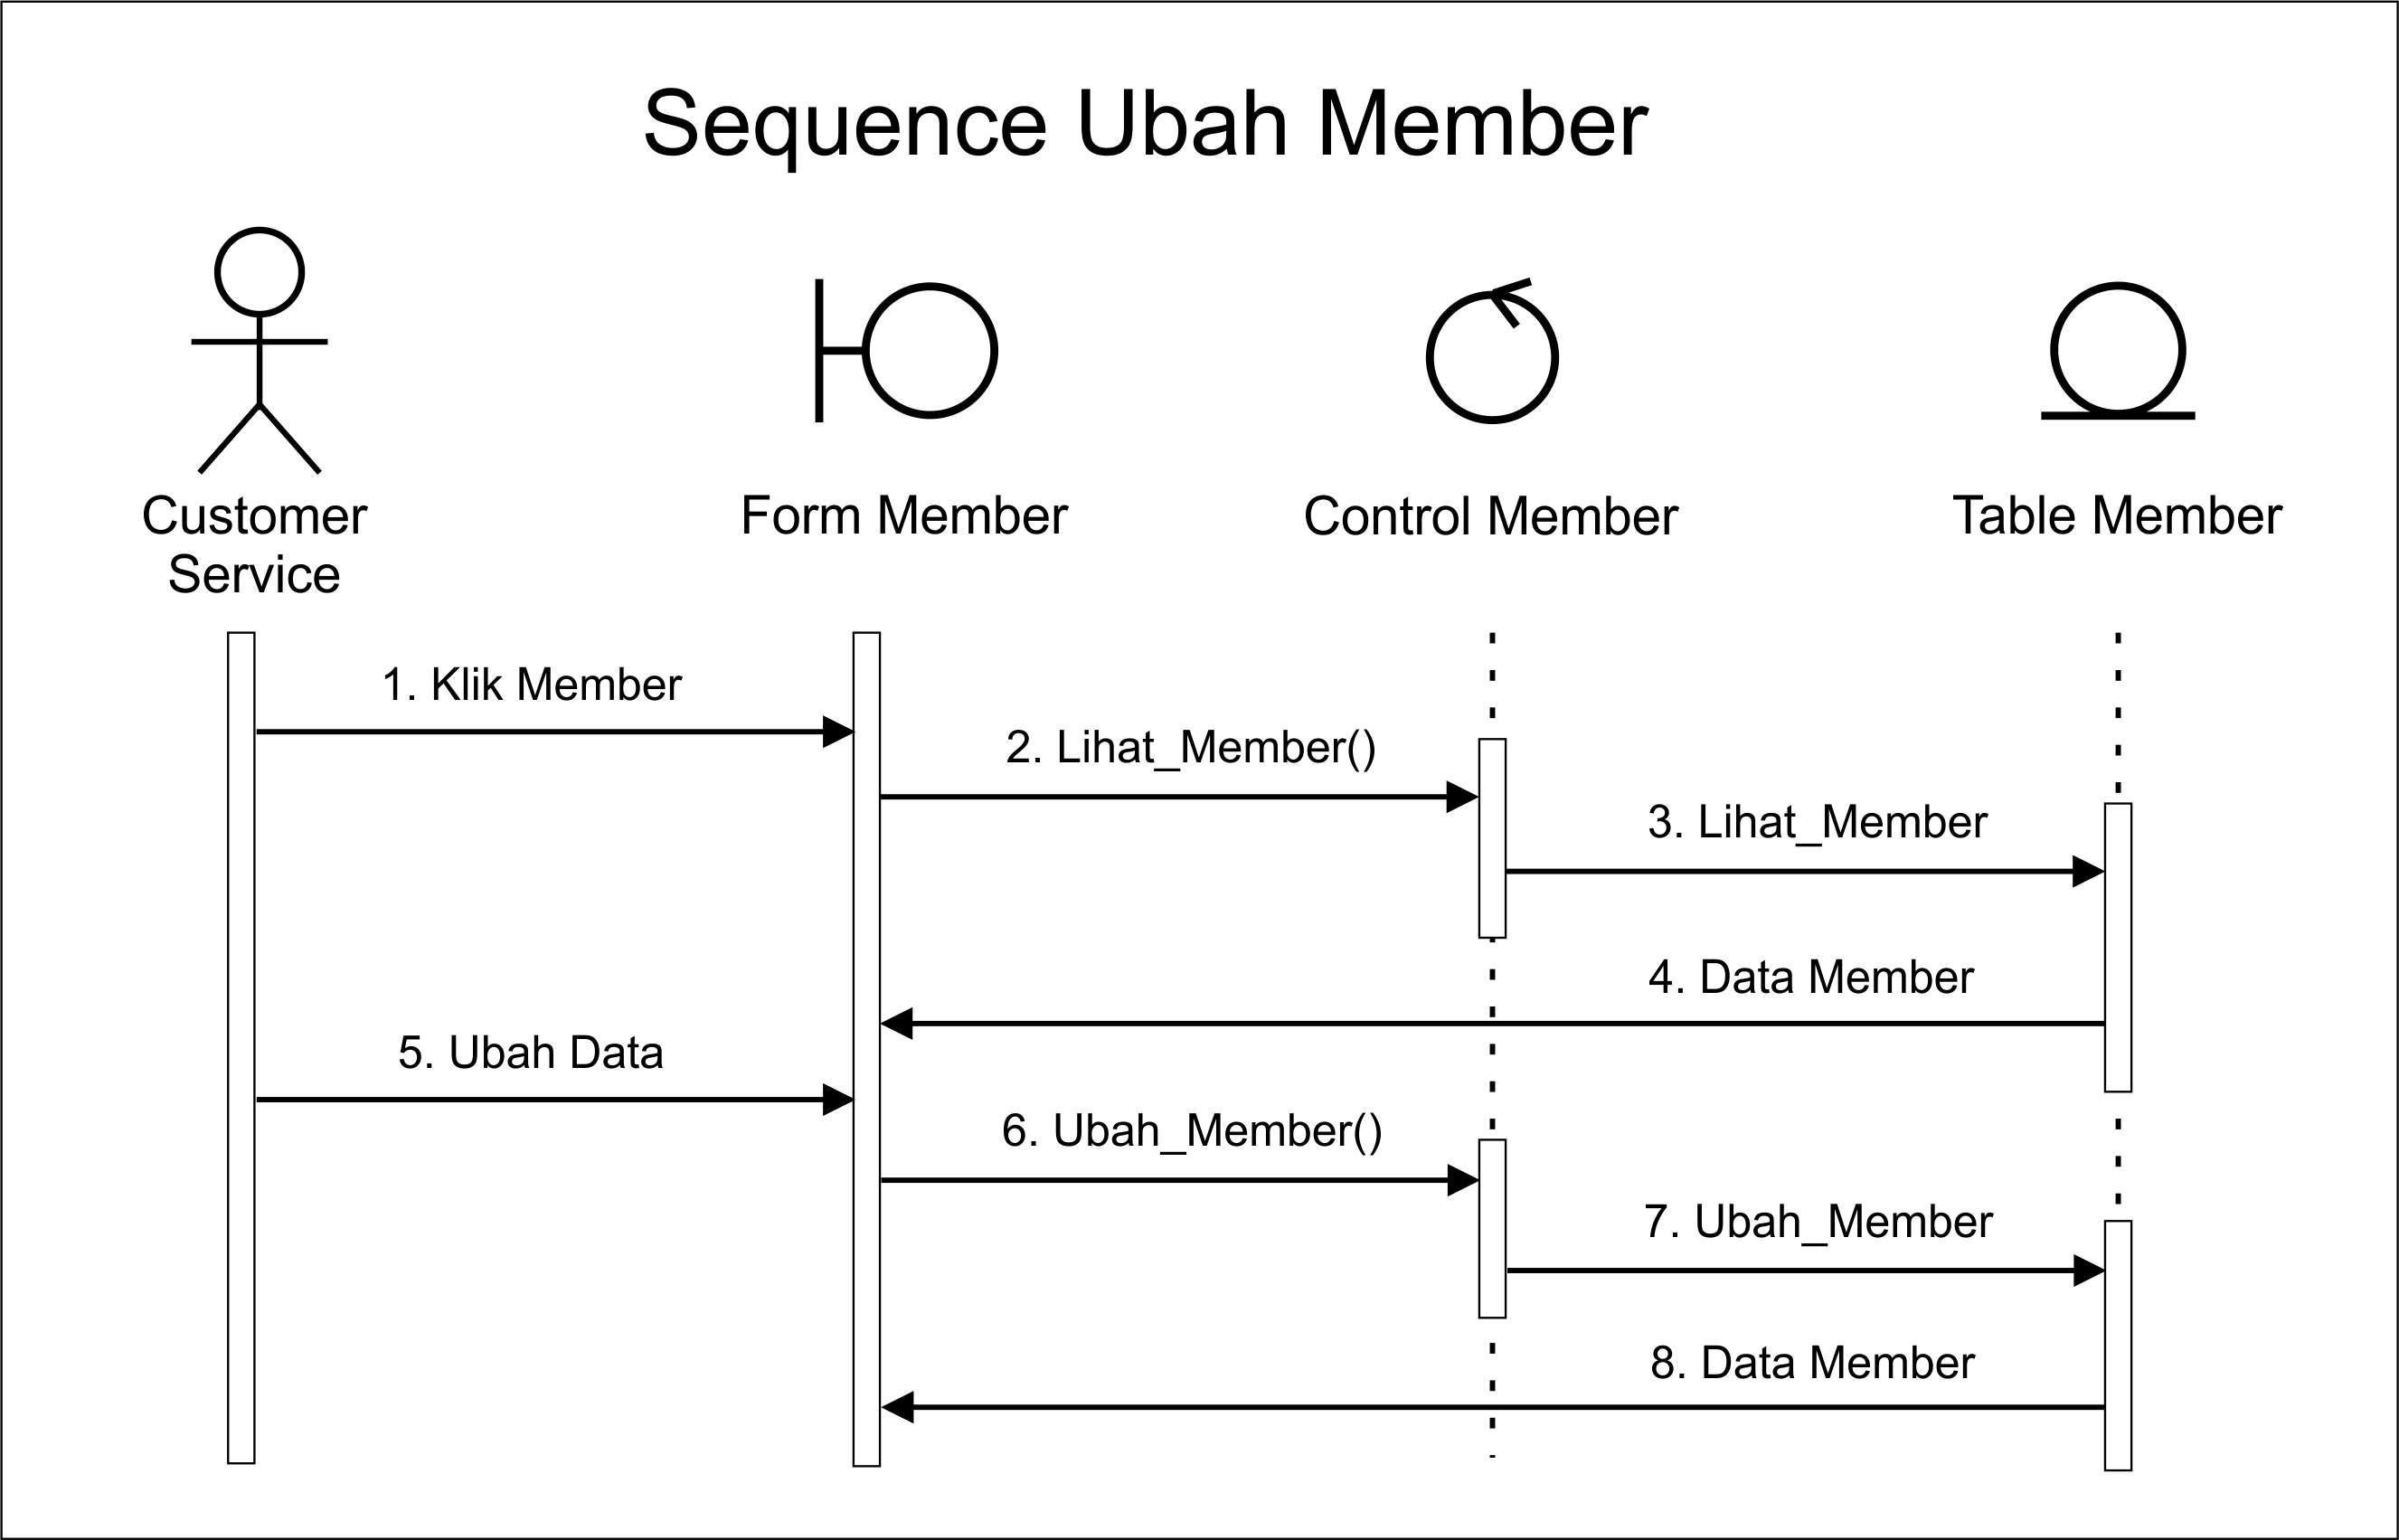 Sequence Ubah Member
Customer
Service
Form Member
Control Member
Table Member
1. Klik Member
2. Lihat_Member()
3. Lihat_Member
4. Data Member
5. Ubah Data
6. Ubah_Member()
7. Ubah_Member
8. Data Member